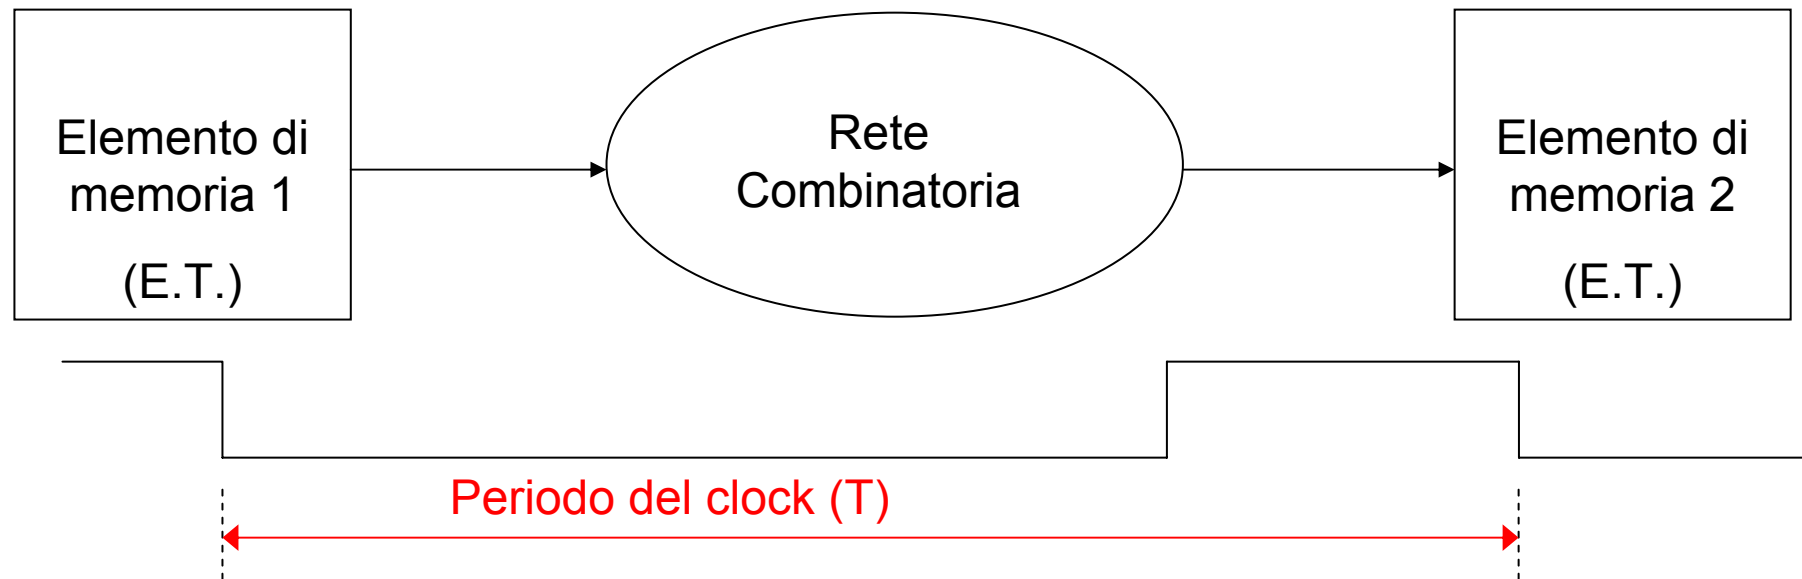 Elemento di
memoria 1
(E.T.)
Rete
Combinatoria
Elemento di
memoria 2
(E.T.)
Periodo del clock (T)